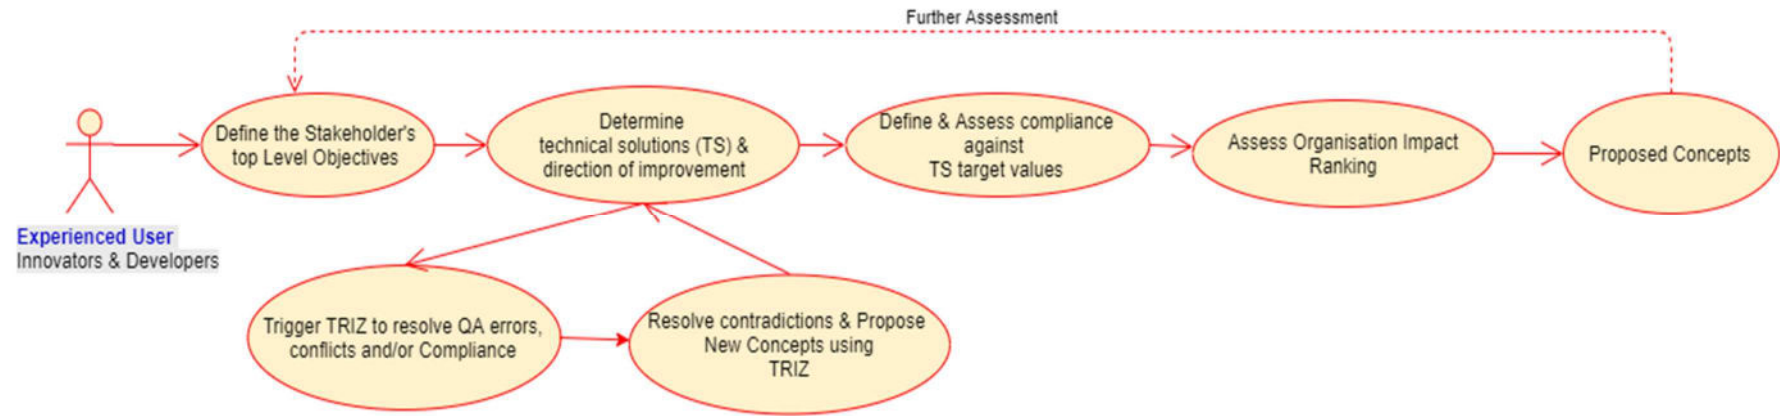 Further Assessment
Define the Stakeholder's
top Level Objectives
Determine
technical solutions (TS) &
direction of improvement
Define & Assess compliance
against
TS target values
Assess Organisation Impact
Ranking
Proposed Concepts
Experienced User
Innovators & Developers
Trigger TRIZ to resolve QA errors,
conflicts and/or Compliance
Resolve contradictions & Propose
New Concepts using
TRIZ